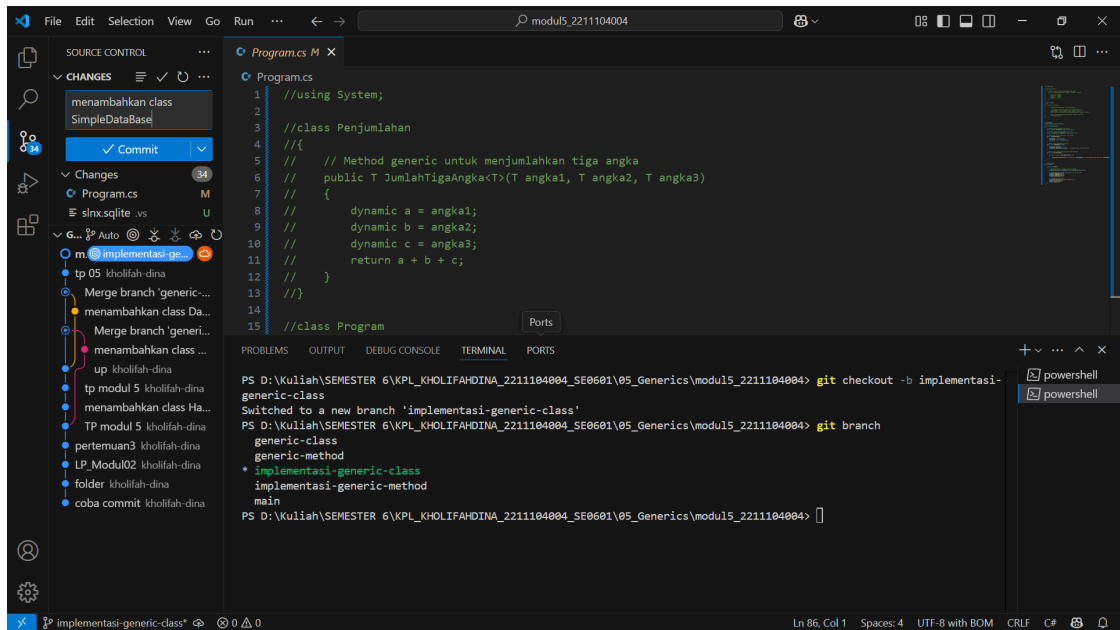 File Edit Selection View Go Run ··· modul5_2211104004
SOURCE CONTROL ···
Program.cs M
CHANGES ···
Program.cs
menambahkan class
SimpleDataBase
Commit
Changes 34
Program.cs M
slnx.sqlite .vs U
G... Auto
m. implementasi-ge...
tp 05 kholifah-dina
Merge branch 'generic-...
menambahkan class Da...
Merge branch 'generi...
menambahkan class ...
up kholifah-dina
tp modul 5 kholifah-dina
menambahkan class Ha...
TP modul 5 kholifah-dina
pertemuan3 kholifah-dina
LP_Modul02 kholifah-dina
folder kholifah-dina
coba commit kholifah-dina
34
1 //using System;
2
3 //class Penjumlahan
4 //{
5 // // Method generic untuk menjumlahkan tiga angka
6 // public T JumlahTigaAngka<T>(T angka1, T angka2, T angka3)
7 // {
8 // dynamic a = angka1;
9 // dynamic b = angka2;
10 // dynamic c = angka3;
11 // return a + b + c;
12 // }
13 //}
14
15 //class Program
Ports
PROBLEMS OUTPUT DEBUG CONSOLE TERMINAL PORTS
PS D:\Kuliah\SEMESTER 6\KPL_KHOLIFAHDINA_2211104004_SE0601\05_Generics\modul5_2211104004> git checkout -b implementasi-
generic-class
Switched to a new branch 'implementasi-generic-class'
PS D:\Kuliah\SEMESTER 6\KPL_KHOLIFAHDINA_2211104004_SE0601\05_Generics\modul5_2211104004> git branch
generic-class
generic-method
* implementasi-generic-class
implementasi-generic-method
main
PS D:\Kuliah\SEMESTER 6\KPL_KHOLIFAHDINA_2211104004_SE0601\05_Generics\modul5_2211104004>
powershell
powershell
implementasi-generic-class* 0 0 Ln 86, Col 1 Spaces: 4 UTF-8 with BOM CRLF C#